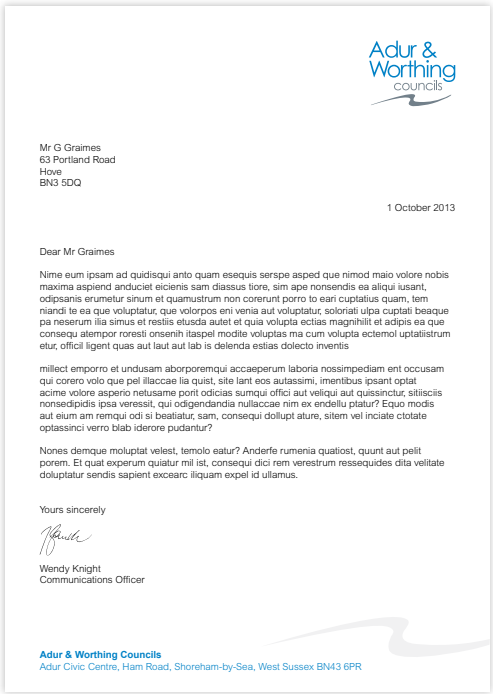 Adur &
Worthing
councils
Mr G Graimes
63 Portland Road
Hove
BN3 5DQ
1 October 2013
Dear Mr Graimes
Nime eum ipsam ad quidisqui anto quam esequis serspe asped que nimod maio volore nobis
maxima aspiend anduciet eicienis sam diassus tiore, sim ape nonsendis ea aliqui iusant,
odipsanis erumetur sinum et quamustrum non corerunt porro to eari cuptatius quam, tem
niandi te ea que voluptatur, que volorpos eni venia aut voluptatur, soloriati ulpa cuptati beaque
pa neserum ilia simus et restiis etusda autet et quia volupta ectias magnihilit et adipis ea que
consequ atempor roresti onsenih itaspel modite voluptas ma cum volupta ectemol uptatiistrum
etur, officil ligent quas aut laut aut lab is delenda estias dolecto inventis
millect emporro et undusam aborporemqui accaeperum laboria nossimpediam ent occusam
qui corero volo que pel illaccae lia quist, site lant eos autassimi, imentibus ipsant optat
acime volore asperio netusame porit odicias sumqui offici aut veliqui aut quissinctur, sitiisciis
nonsedipidis ipsa veressit, qui odigendandia nullaccae nim ex endellu ptatur? Equo modis
aut eium am remqui odi si beatiatur, sam, consequi dollupt ature, sitem vel inciate ctotate
optassinci verro blab iderore pudantur?
Nones demque moluptat velest, temolo eatur? Anderfe rumenia quatiost, quunt aut pelit
porem. Et quat experum quiatur mil ist, consequi dici rem verestrum ressequides dita velitate
doluptatur sendis sapient excearc iliquam expel id ullamus.
Yours sincerely
Wendy Knight
Communications Officer
Adur & Worthing Councils
Adur Civic Centre, Ham Road, Shoreham-by-Sea, West Sussex BN43 6PR